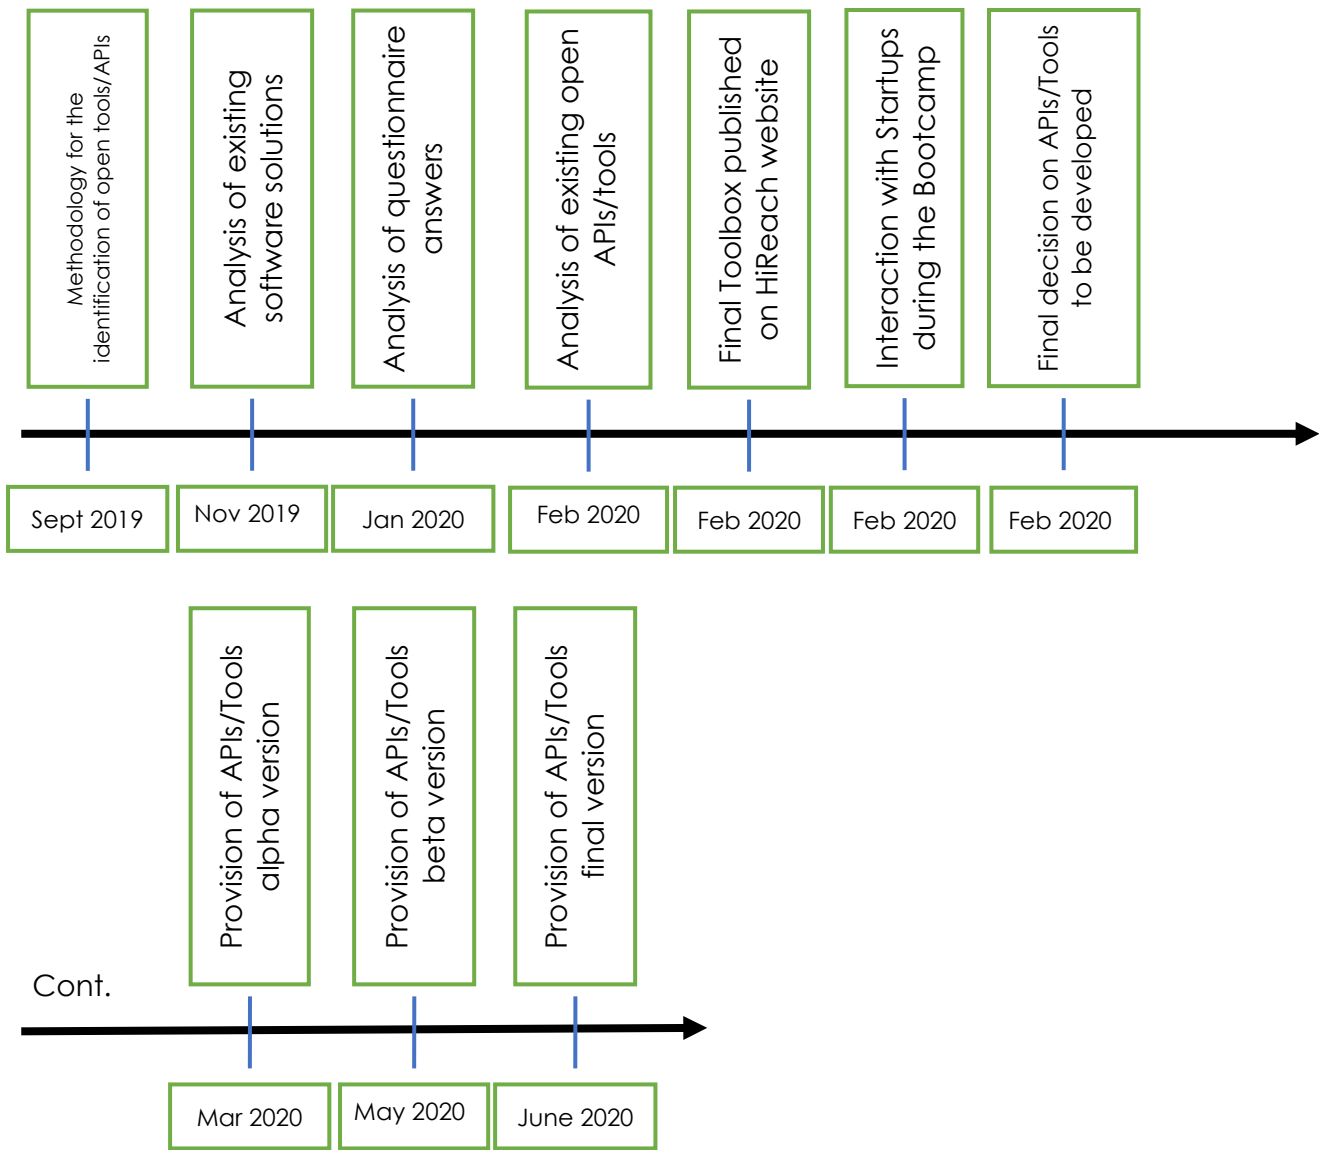 Methodology for the
identification of open tools/APIs
Analysis of existing
software solutions
Analysis of questionnaire
answers
Analysis of existing open
APIs/tools
Final Toolbox published
on HiReach website
Interaction with Startups
during the Bootcamp
Final decision on APIs/Tools
to be developed
Sept 2019
Nov 2019
Jan 2020
Feb 2020
Feb 2020
Feb 2020
Feb 2020
Provision of APIs/Tools
alpha version
Provision of APIs/Tools
beta version
Provision of APIs/Tools
final version
Cont.
Mar 2020
May 2020
June 2020